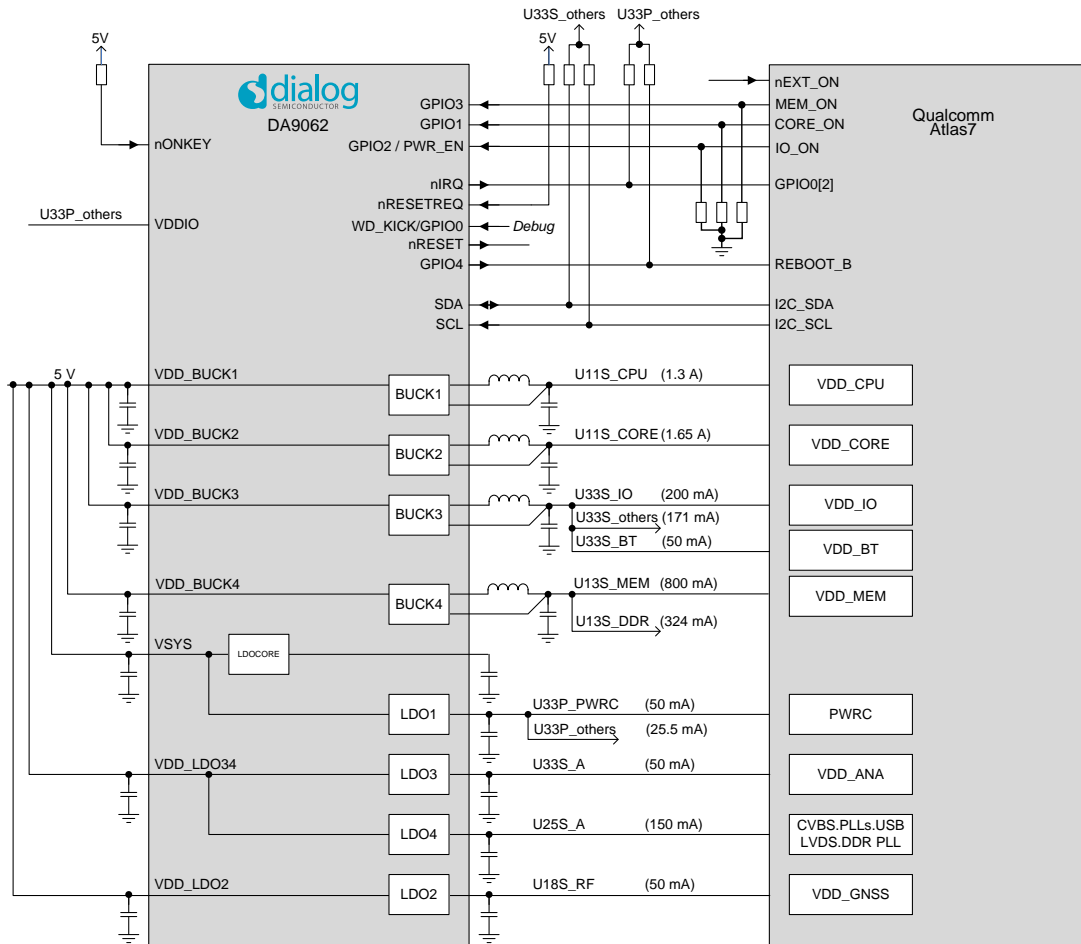 U33S_others U33P_others
5V 5V
dialog
SEMICONDUCTOR
DA9062
Qualcomm
Atlas7
nONKEY
VDDIO
U33P_others
GPIO3
GPIO1
GPIO2 / PWR_EN
nIRQ
nRESETREQ
WD_KICK/GPIO0
Debug
nRESET
GPIO4
SDA
SCL
nEXT_ON
MEM_ON
CORE_ON
IO_ON
GPIO0[2]
REBOOT_B
I2C_SDA
I2C_SCL
5 V
VDD_BUCK1 BUCK1 U11S_CPU (1.3 A) VDD_CPU
VDD_BUCK2 BUCK2 U11S_CORE (1.65 A) VDD_CORE
VDD_BUCK3 BUCK3 U33S_IO (200 mA) VDD_IO
U33S_others (171 mA)
U33S_BT (50 mA) VDD_BT
VDD_BUCK4 BUCK4 U13S_MEM (800 mA) VDD_MEM
U13S_DDR (324 mA)
VSYS LDOCORE
LDO1 U33P_PWRC (50 mA) PWRC
U33P_others (25.5 mA)
VDD_LDO34 LDO3 U33S_A (50 mA) VDD_ANA
LDO4 U25S_A (150 mA) CVBS.PLLs.USB
LVDS.DDR PLL
VDD_LDO2 LDO2 U18S_RF (50 mA) VDD_GNSS